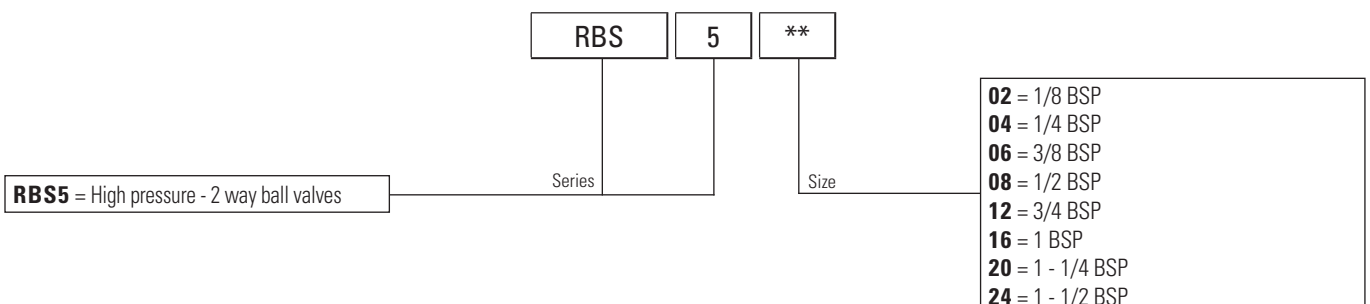 RBS 5 **
RBS5 = High pressure - 2 way ball valves
Series
Size
02 = 1/8 BSP
04 = 1/4 BSP
06 = 3/8 BSP
08 = 1/2 BSP
12 = 3/4 BSP
16 = 1 BSP
20 = 1 - 1/4 BSP
24 = 1 - 1/2 BSP